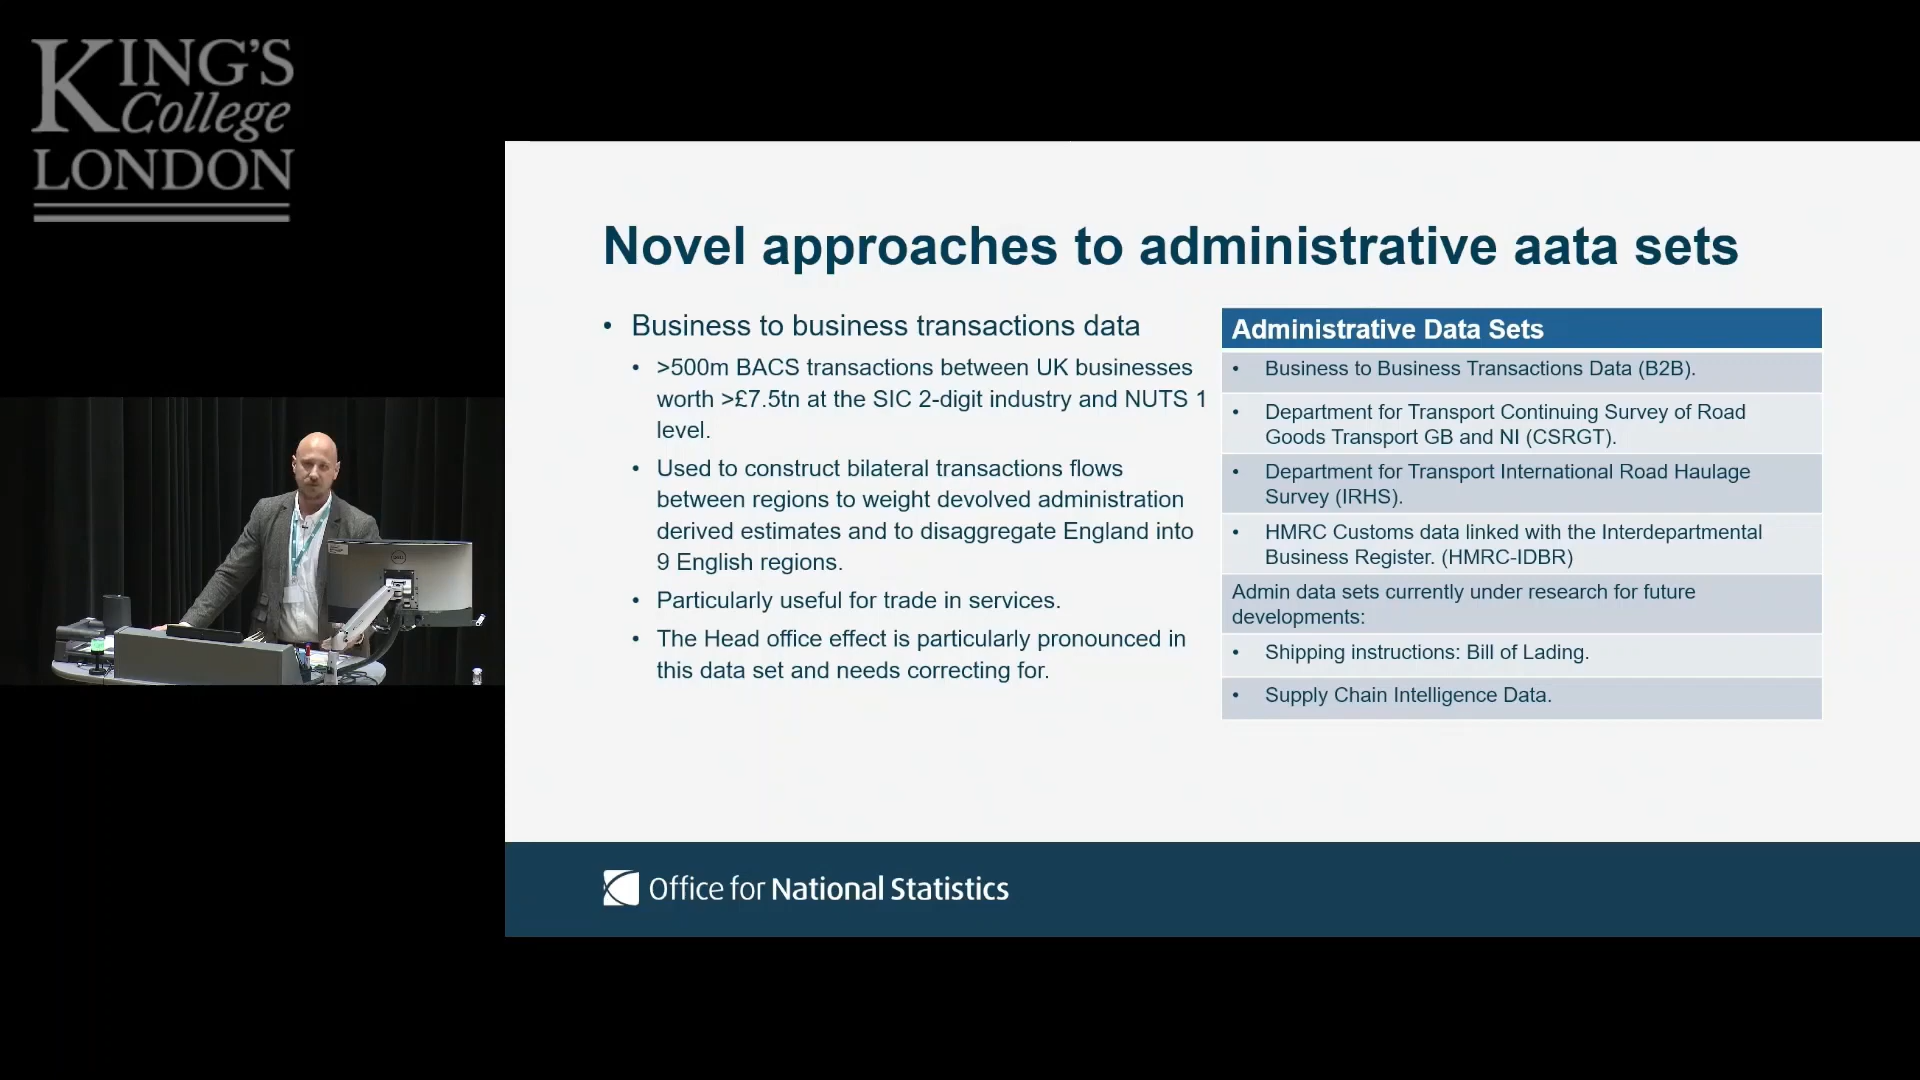 KING'S
College
LONDON
Novel approaches to administrative aata sets
• Business to business transactions data
• >500m BACS transactions between UK businesses
worth >£7.5tn at the SIC 2-digit industry and NUTS 1
level.
• Used to construct bilateral transactions flows
between regions to weight devolved administration
derived estimates and to disaggregate England into
9 English regions.
• Particularly useful for trade in services.
• The Head office effect is particularly pronounced in
this data set and needs correcting for.
Administrative Data Sets
• Business to Business Transactions Data (B2B).
• Department for Transport Continuing Survey of Road
Goods Transport GB and NI (CSRGT).
• Department for Transport International Road Haulage
Survey (IRHS).
• HMRC Customs data linked with the Interdepartmental
Business Register. (HMRC-IDBR)
Admin data sets currently under research for future
developments:
• Shipping instructions: Bill of Lading.
• Supply Chain Intelligence Data.
Office for National Statistics